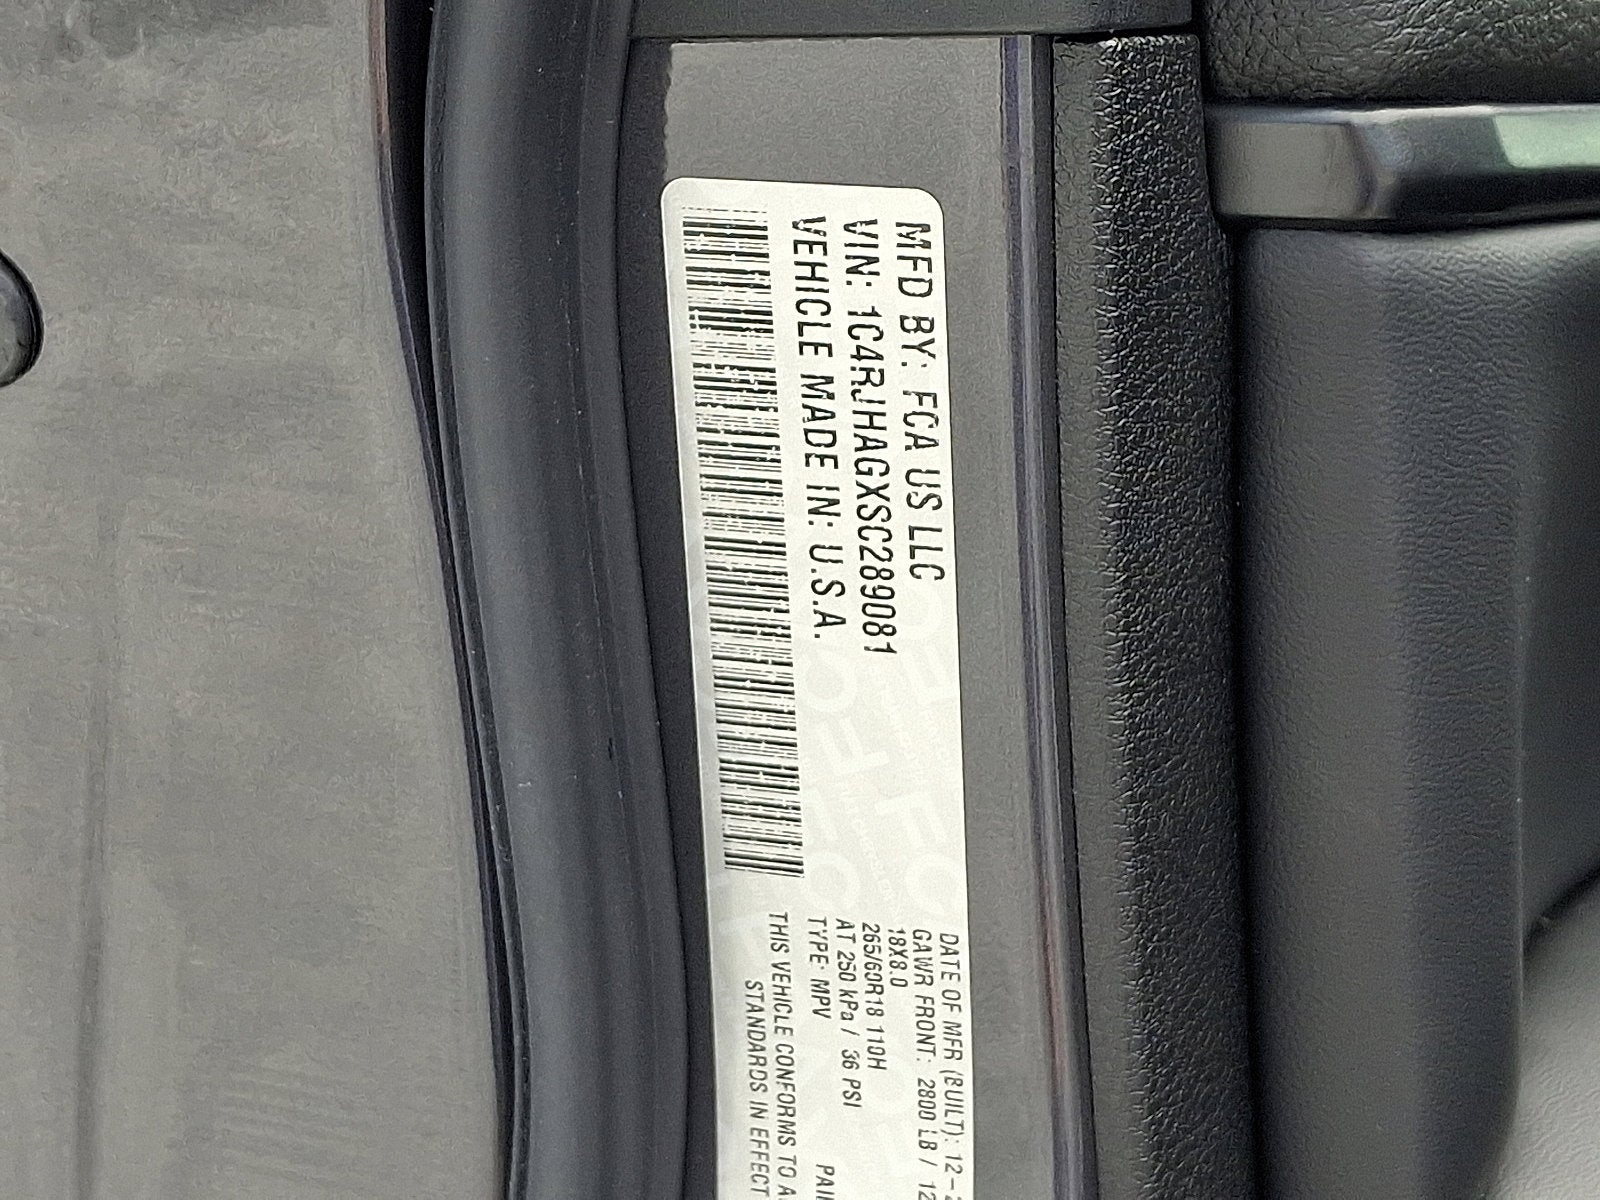 MFD BY: FCA US LLC
VIN: 1C4RJHAGXSC289081
VEHICLE MADE IN: U.S.A.
DATE OF MFR (BUILT): 12-2
GAWR FRONT: 2800 LB / 12
18X8.0
265/60R18 110H
AT 250 kPa / 36 PSI
TYPE: MPV PAI
THIS VEHICLE CONFORMS TO A
STANDARDS IN EFFECT